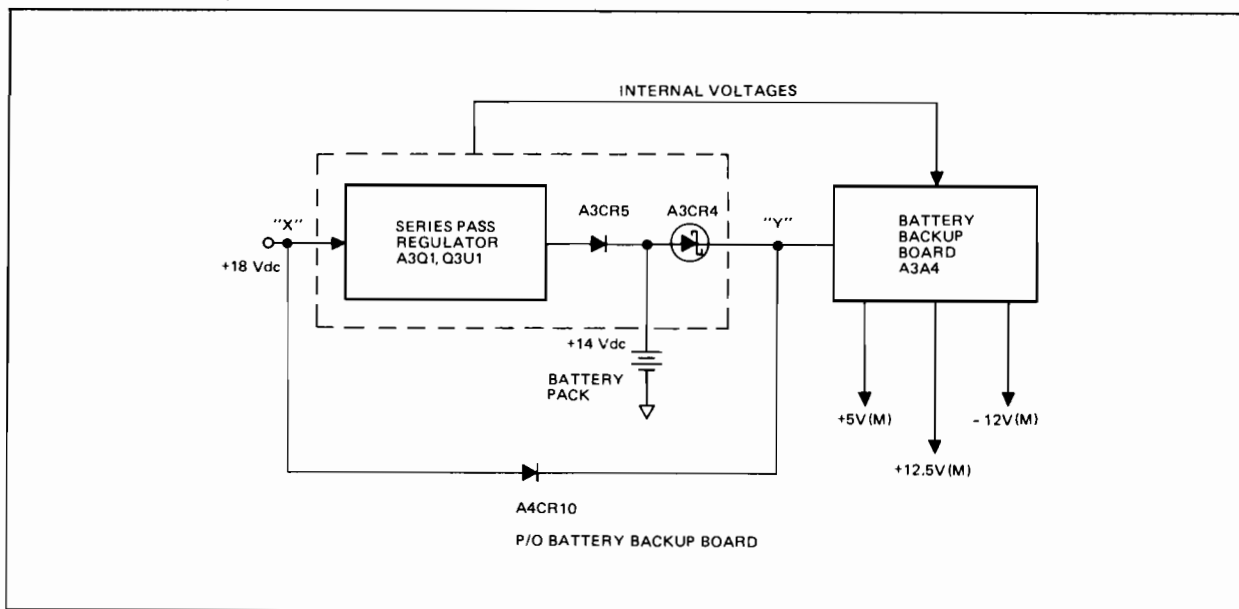 INTERNAL VOLTAGES
"X"
+18 Vdc
SERIES PASS
REGULATOR
A3Q1, Q3U1
A3CR5
A3CR4
"Y"
BATTERY
BACKUP
BOARD
A3A4
+14 Vdc
BATTERY
PACK
+5V(M)
+12.5V(M)
- 12V(M)
A4CR10
P/O BATTERY BACKUP BOARD